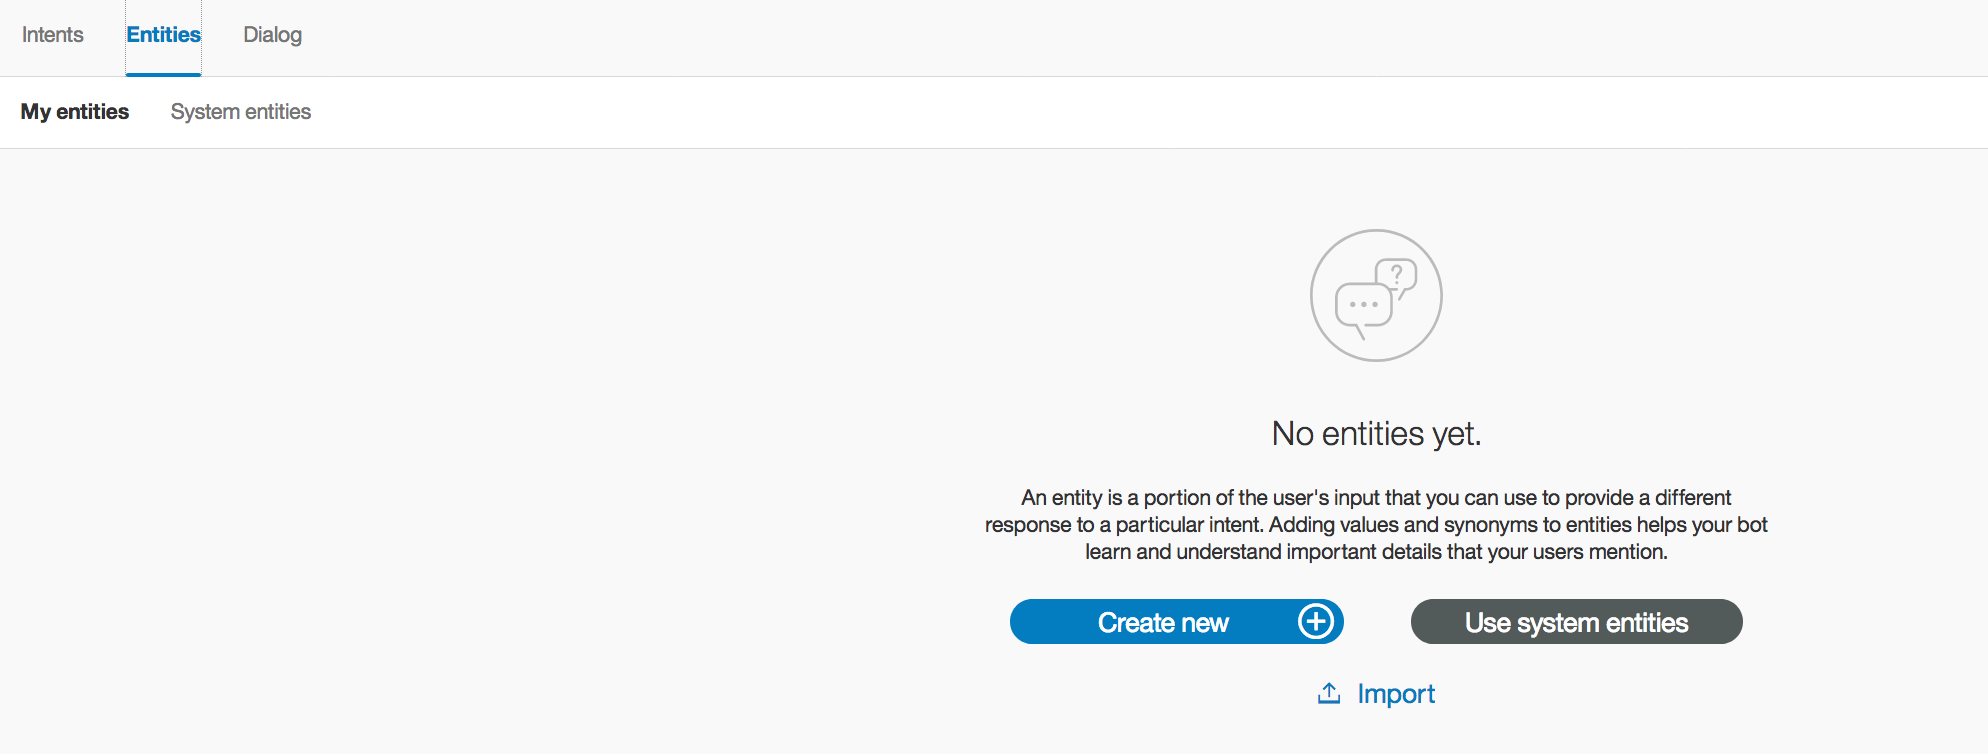 Intents Entities Dialog
My entities System entities
?
No entities yet.
An entity is a portion of the user's input that you can use to provide a different
response to a particular intent. Adding values and synonyms to entities helps your bot
learn and understand important details that your users mention.
Create new Use system entities
Import